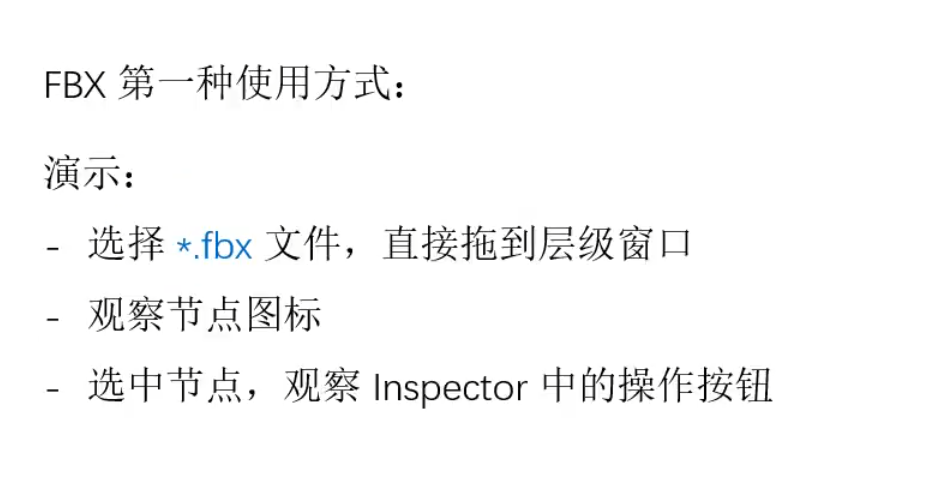 FBX 第一种使用方式：
演示：
- 选择 *.fbx 文件，直接拖到层级窗口
- 观察节点图标
- 选中节点，观察 Inspector 中的操作按钮